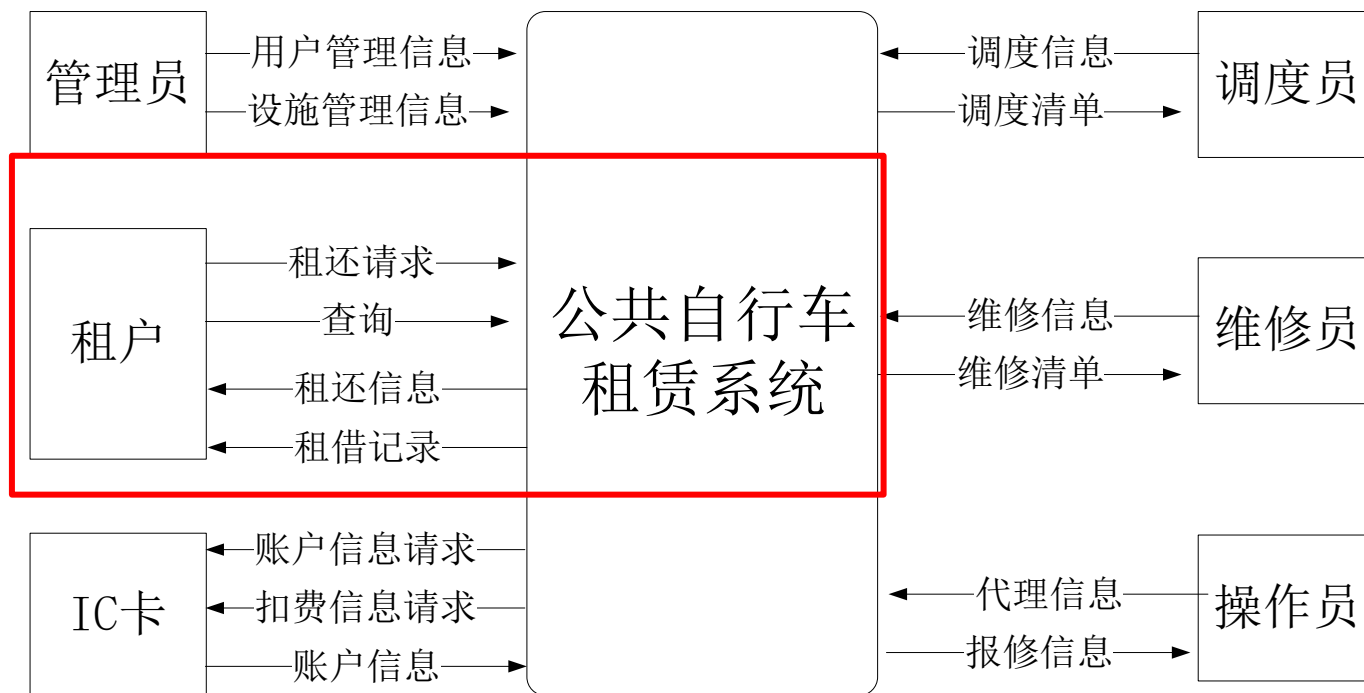 管理员
用户管理信息
设施管理信息
租户
租还请求
查询
租还信息
租借记录
IC卡
账户信息请求
扣费信息请求
账户信息
公共自行车
租赁系统
调度信息
调度清单
调度员
维修信息
维修清单
维修员
代理信息
报修信息
操作员